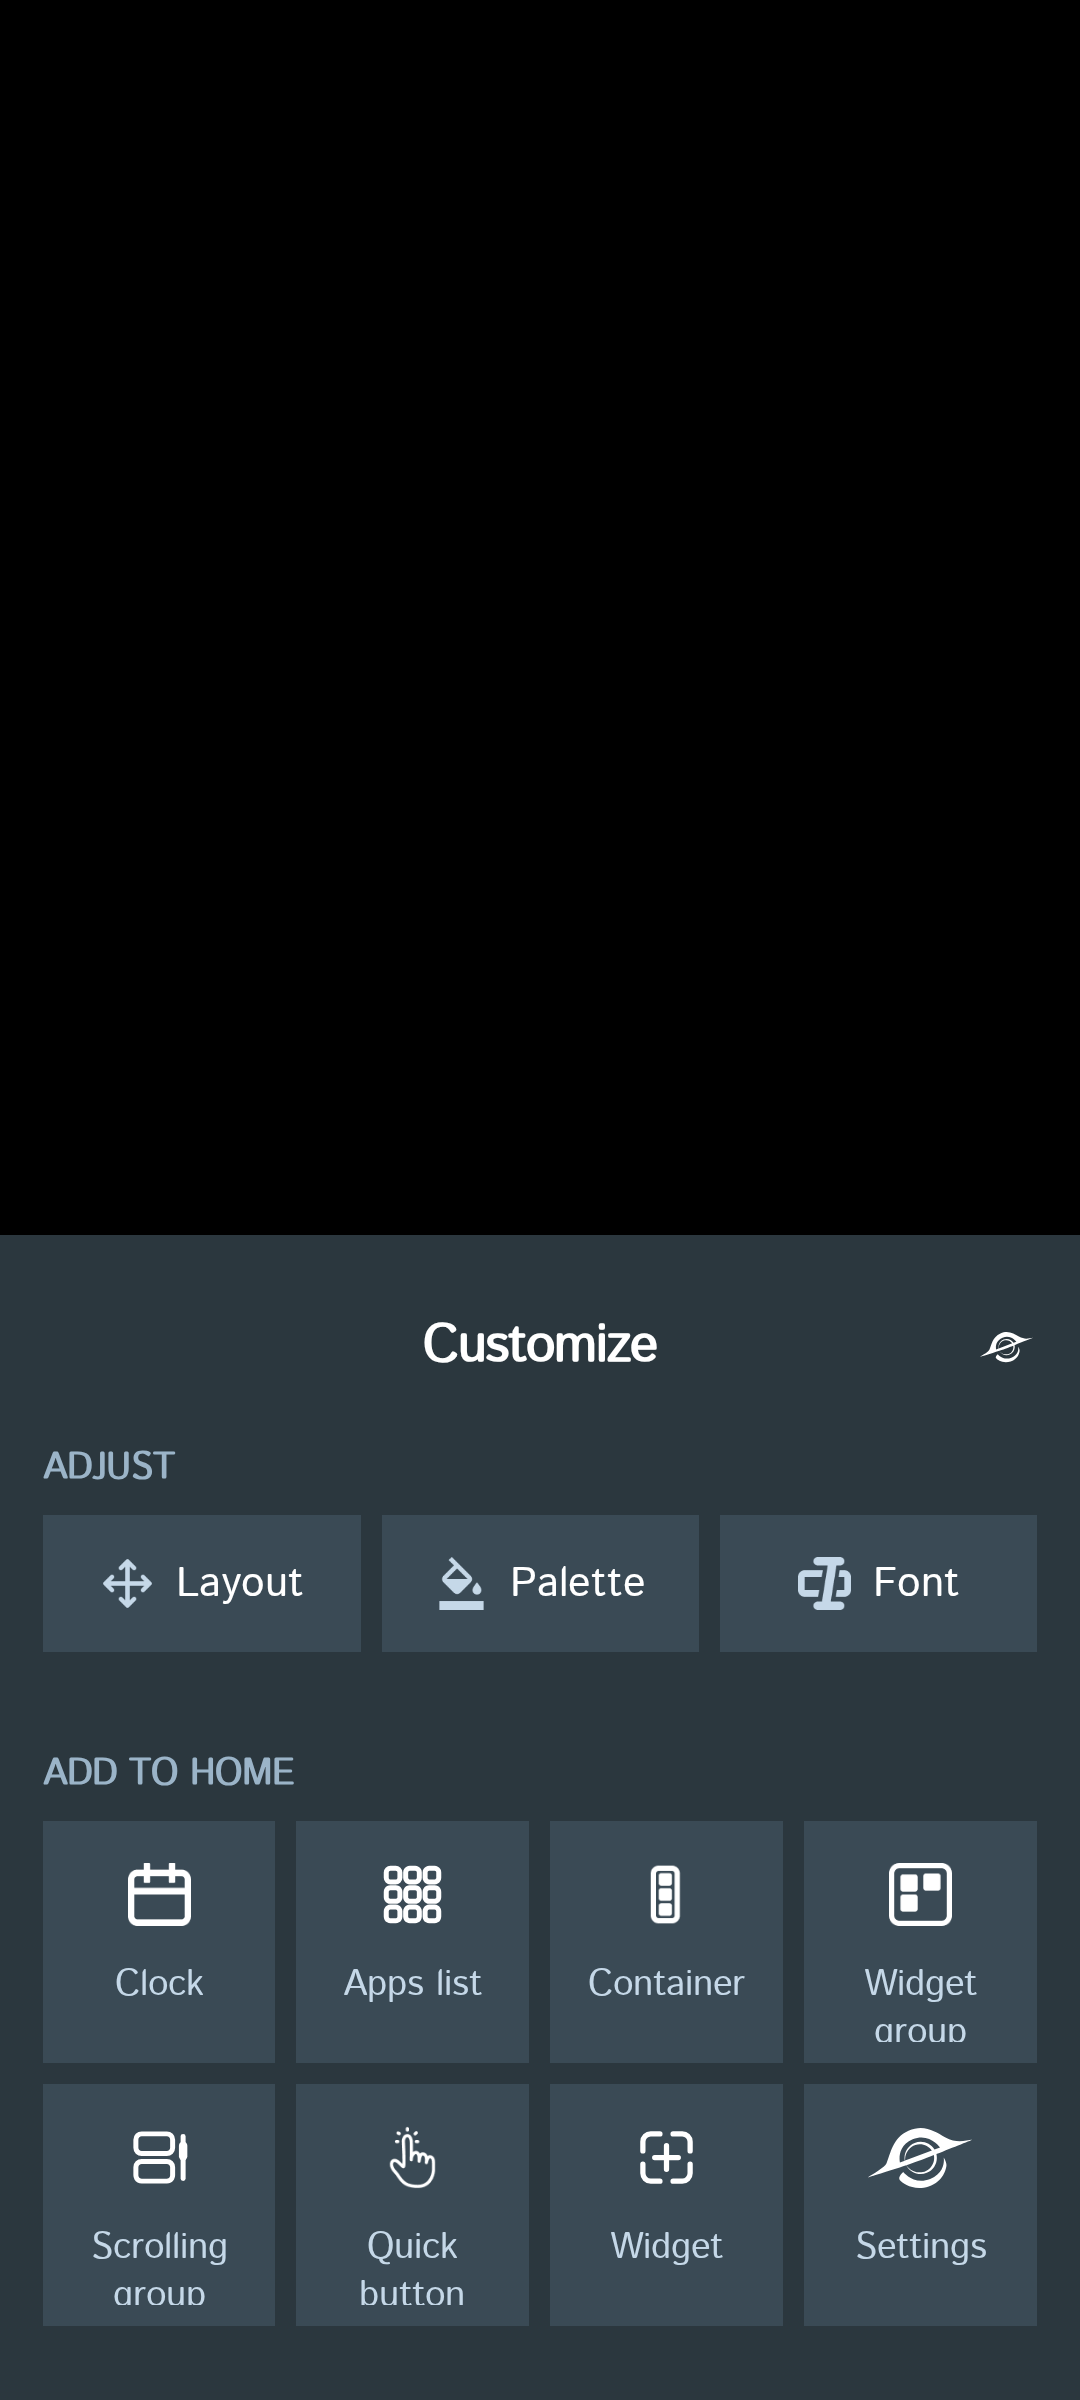 Customize
ADJUST
Layout
Palette
Font
ADD TO HOME
Clock
Apps list
Container
Widget
group
Scrolling
group
Quick
button
Widget
Settings